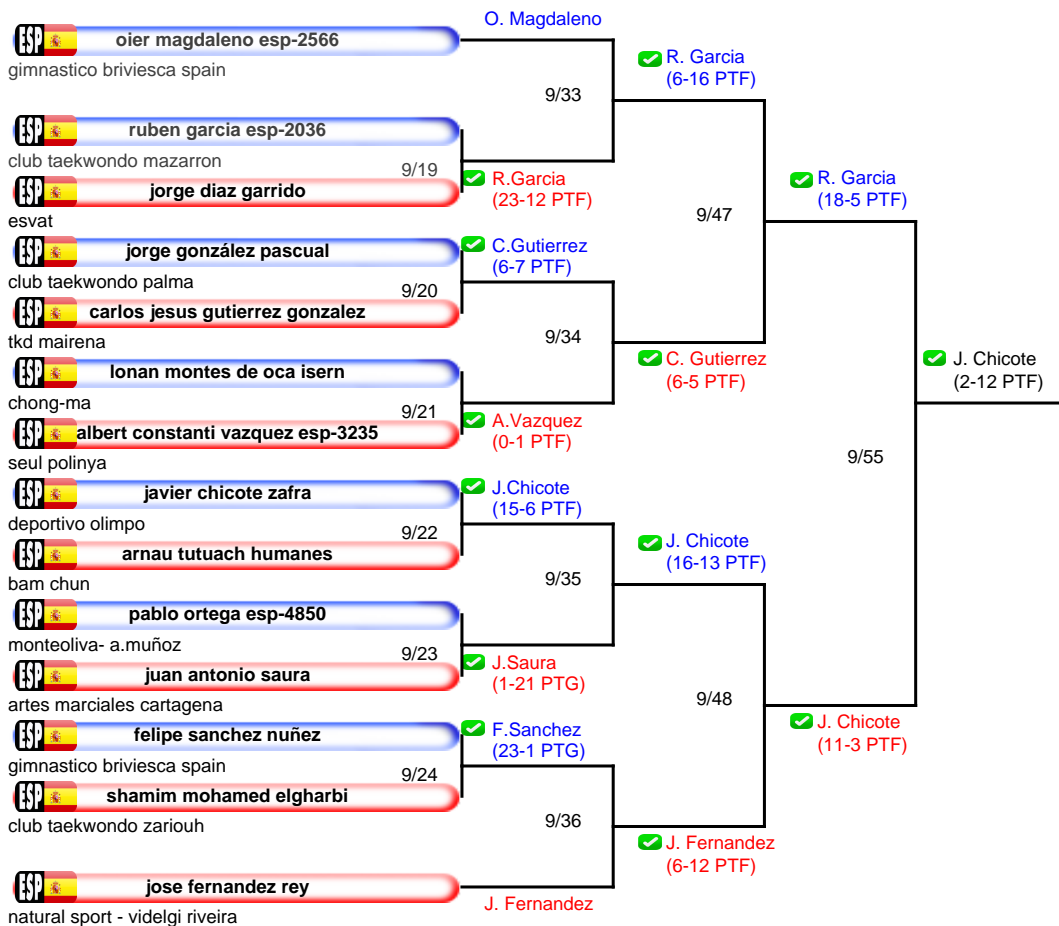 O. Magdaleno
ESP oier magdaleno esp-2566
gimnastico briviesca spain
R. Garcia
(6-16 PTF)
9/33
ESP ruben garcia esp-2036
club taekwondo mazarron
9/19
R.Garcia
(23-12 PTF)
ESP jorge diaz garrido
esvat
R. Garcia
(18-5 PTF)
9/47
ESP jorge gonzález pascual
club taekwondo palma
C.Gutierrez
(6-7 PTF)
9/20
ESP carlos jesus gutierrez gonzalez
tkd mairena
9/34
C. Gutierrez
(6-5 PTF)
J. Chicote
(2-12 PTF)
ESP lonan montes de oca isern
chong-ma
9/21
A.Vazquez
(0-1 PTF)
ESP albert constanti vazquez esp-3235
seul polinya
9/55
ESP javier chicote zafra
deportivo olimpo
J.Chicote
(15-6 PTF)
9/22
ESP arnau tutuach humanes
bam chun
J. Chicote
(16-13 PTF)
9/35
ESP pablo ortega esp-4850
monteoliva- a.muñoz
9/23
J.Saura
(1-21 PTG)
ESP juan antonio saura
artes marciales cartagena
9/48
J. Chicote
(11-3 PTF)
ESP felipe sanchez nuñez
gimnastico briviesca spain
F.Sanchez
(23-1 PTG)
9/24
ESP shamim mohamed elgharbi
club taekwondo zariouh
9/36
J. Fernandez
(6-12 PTF)
ESP jose fernandez rey
natural sport - videlgi riveira
J. Fernandez